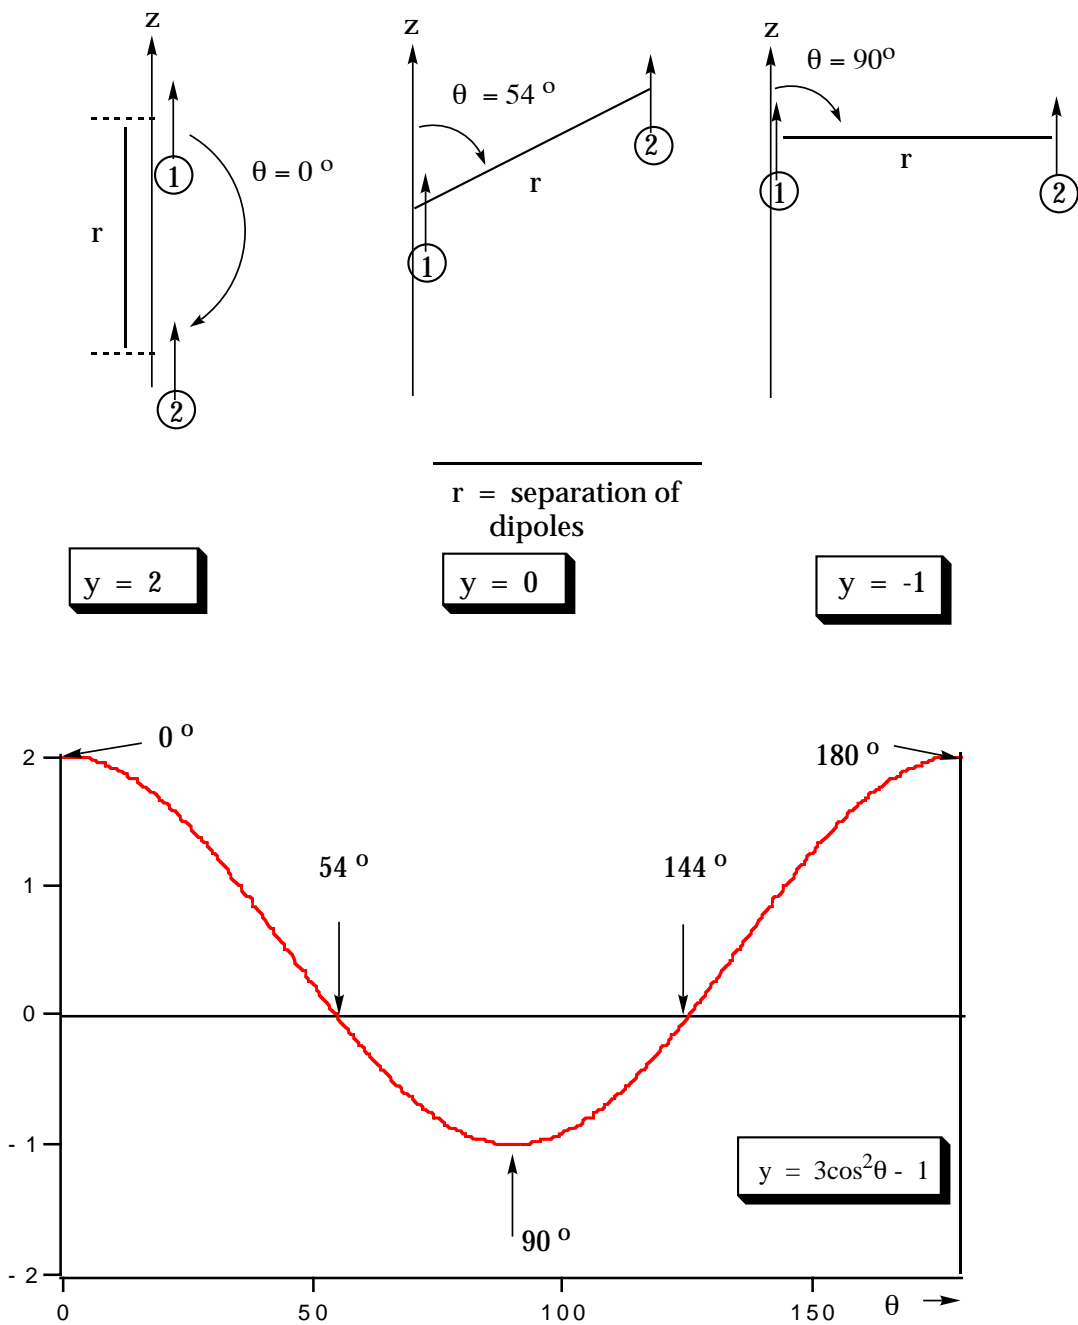 z
θ = 0 º
1
r
2
z
θ = 54 º
2
r
1
z
θ = 90º
r
1
2
r = separation of
dipoles
y = 2
y = 0
y = -1
0 º
180 º
54 º
144 º
2
1
0
- 1
- 2
y = 3cos²θ - 1
90 º
0
50
100
150
θ